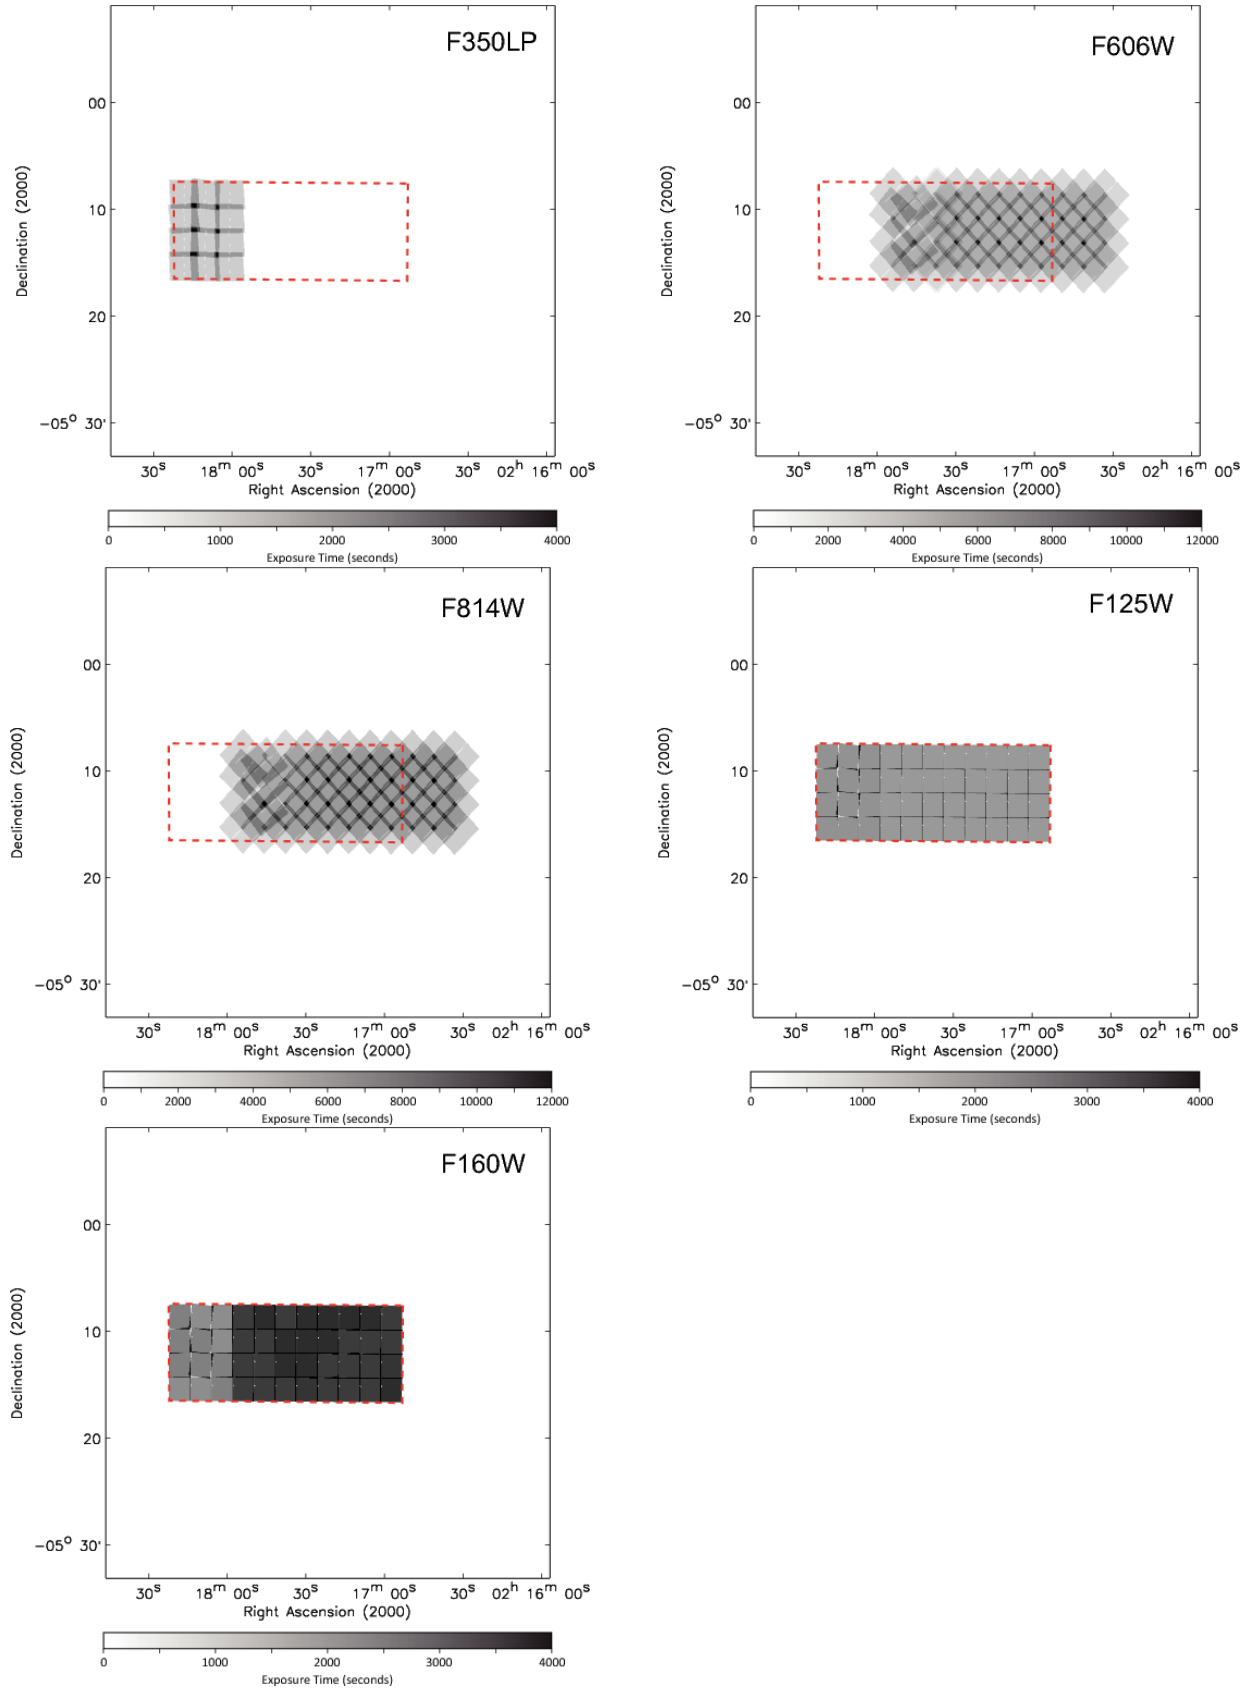 F350LP
00
10
20
−05° 30'
Declination (2000)
30s 18m 00s 30s 17m 00s 30s 02h 16m 00s
Right Ascension (2000)
0 1000 2000 3000 4000
Exposure Time (seconds)
F606W
00
10
20
−05° 30'
Declination (2000)
30s 18m 00s 30s 17m 00s 30s 02h 16m 00s
Right Ascension (2000)
0 2000 4000 6000 8000 10000 12000
Exposure Time (seconds)
F814W
00
10
20
−05° 30'
Declination (2000)
30s 18m 00s 30s 17m 00s 30s 02h 16m 00s
Right Ascension (2000)
0 2000 4000 6000 8000 10000 12000
Exposure Time (seconds)
F125W
00
10
20
−05° 30'
Declination (2000)
30s 18m 00s 30s 17m 00s 30s 02h 16m 00s
Right Ascension (2000)
0 1000 2000 3000 4000
Exposure Time (seconds)
F160W
00
10
20
−05° 30'
Declination (2000)
30s 18m 00s 30s 17m 00s 30s 02h 16m 00s
Right Ascension (2000)
0 1000 2000 3000 4000
Exposure Time (seconds)